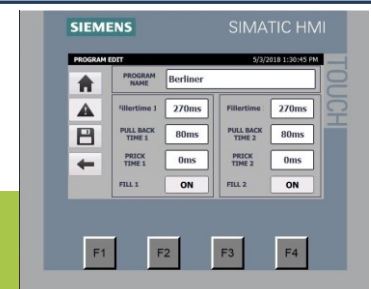 SIEMENS SIMATIC HMI
TOUCH
PROGRAM EDIT 5/3/2018 1:30:45 PM
PROGRAM NAME Berliner
Fillertime 1 270ms Fillertime 270ms
PULL BACK TIME 1 80ms PULL BACK TIME 2 80ms
PRICK TIME 1 0ms PRICK TIME 2 0ms
FILL 1 ON FILL 2 ON
F1 F2 F3 F4